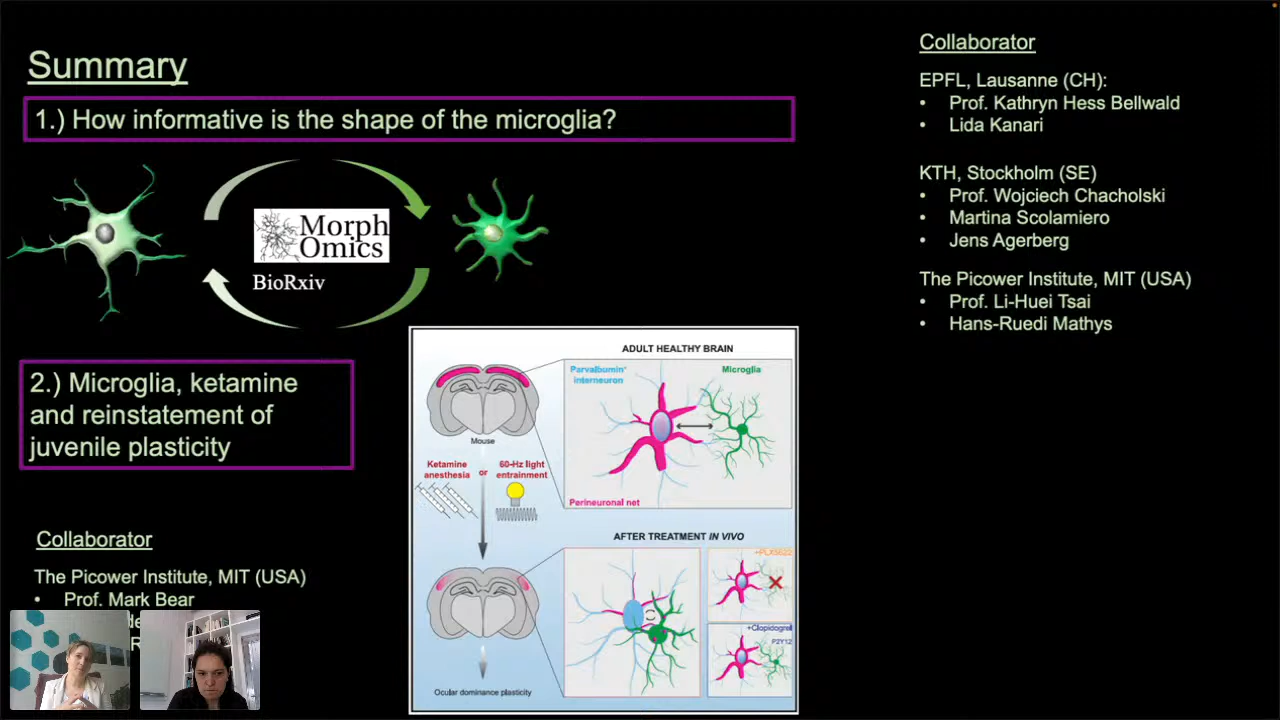 Summary
1.) How informative is the shape of the microglia?
Morph
Omics
BioRxiv
2.) Microglia, ketamine
and reinstatement of
juvenile plasticity
Collaborator
The Picower Institute, MIT (USA)
• Prof. Mark Bear
ADULT HEALTHY BRAIN
Parvalbumin+
interneuron
Microglia
Mouse
Perineuronal net
Ketamine
anesthesia
or
60-Hz light
entrainment
AFTER TREATMENT IN VIVO
+PLX5622
+Clopidogrel
P2Y12
Ocular dominance plasticity
Collaborator
EPFL, Lausanne (CH):
• Prof. Kathryn Hess Bellwald
• Lida Kanari
KTH, Stockholm (SE)
• Prof. Wojciech Chacholski
• Martina Scolamiero
• Jens Agerberg
The Picower Institute, MIT (USA)
• Prof. Li-Huei Tsai
• Hans-Ruedi Mathys